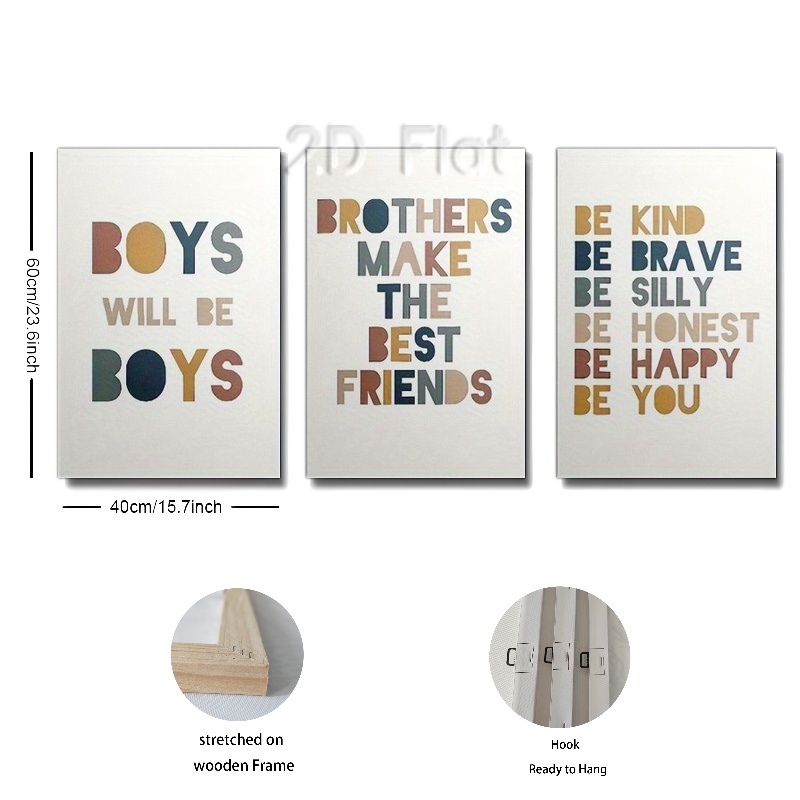 2.D Flat
60cm/23.6inch
BOYS
WILL BE
BOYS
BROTHERS
MAKE
THE
BEST
FRIENDS
BE KIND
BE BRAVE
BE SILLY
BE HONEST
BE HAPPY
BE YOU
40cm/15.7inch
stretched on
wooden Frame
Hook
Ready to Hang